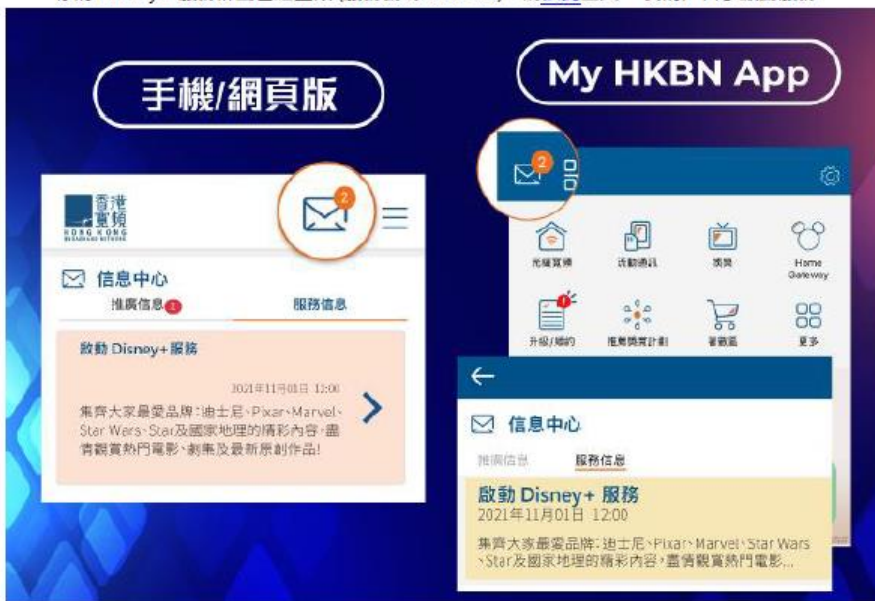 手機/網頁版
2
香港
寬頻
HONG KONG
BROADBAND NETWORK
信息中心
推廣信息
服務信息
啟動 Disney+ 服務
2021年11月01日 12:00
集齊大家最愛品牌:迪士尼、Pixar、Marvel、
Star Wars、Star及國家地理的精彩內容,盡
情觀賞熱門電影、劇集及最新原創作品!
My HKBN App
2
光纖寬頻
流動通訊
娛樂
Home
Gateway
升級/續約
推薦獎賞計劃
著數區
更多
信息中心
推廣信息
服務信息
啟動 Disney+ 服務
2021年11月01日 12:00
集齊大家最愛品牌:迪士尼、Pixar、Marvel、Star Wars
、Star及國家地理的精彩內容,盡情觀賞熱門電影...